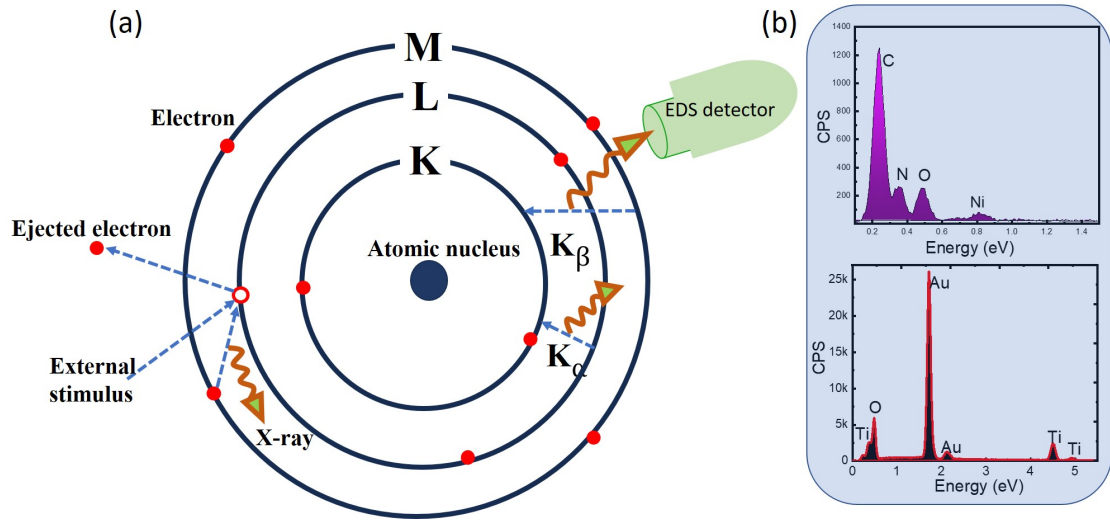 (a)
M
L
K
Electron
EDS detector
Ejected electron
Atomic nucleus
Kβ
Kα
External
stimulus
X-ray
(b)
1400
1200
1000
800
600
400
200
CPS
C
N
O
Ni
0.2 0.4 0.6 0.8 1.0 1.2 1.4
Energy (eV)
25k
20k
15k
10k
5k
0
CPS
Ti
O
Au
Au
Ti
Ti
0 1 2 3 4 5
Energy (eV)